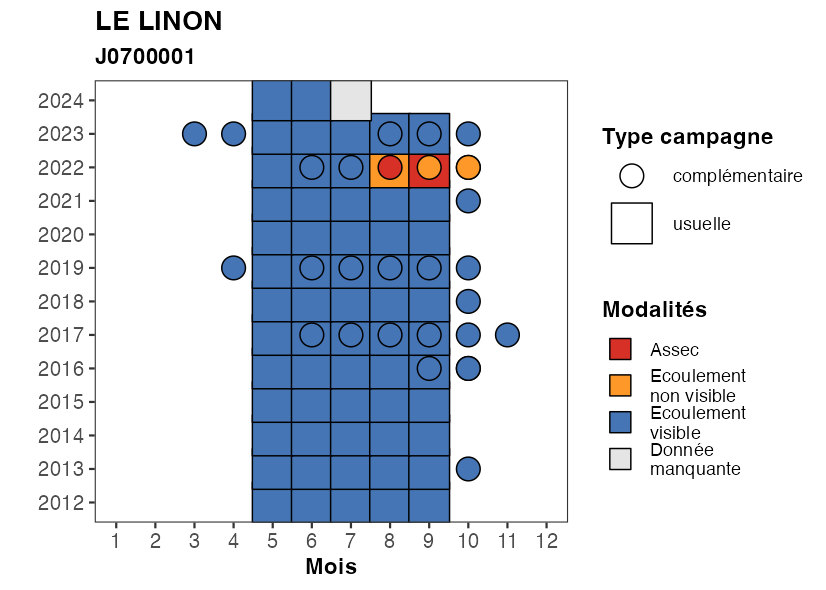 LE LINON
J0700001
2024
2023
2022
2021
2020
2019
2018
2017
2016
2015
2014
2013
2012
1 2 3 4 5 6 7 8 9 10 11 12
Mois
Type campagne
complémentaire
usuelle
Modalités
Assec
Ecoulement
non visible
Ecoulement
visible
Donnée
manquante